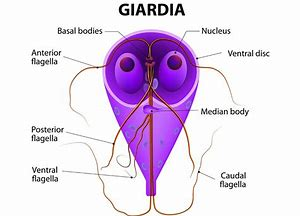 GIARDIA
Basal bodies
Nucleus
Anterior
flagella
Ventral disc
Median body
Posterior
flagella
Ventral
flagella
Caudal
flagella